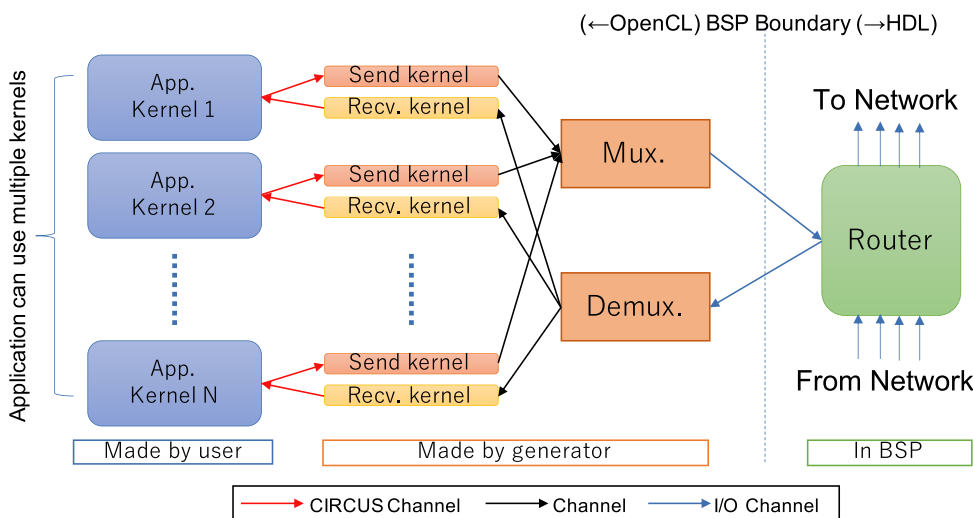 (←OpenCL) BSP Boundary (→HDL)
Application can use multiple kernels
App.
Kernel 1
Send kernel
Recv. kernel
App.
Kernel 2
Send kernel
Recv. kernel
App.
Kernel N
Send kernel
Recv. kernel
Mux.
Demux.
To Network
Router
From Network
Made by user
Made by generator
In BSP
CIRCUS Channel
Channel
I/O Channel